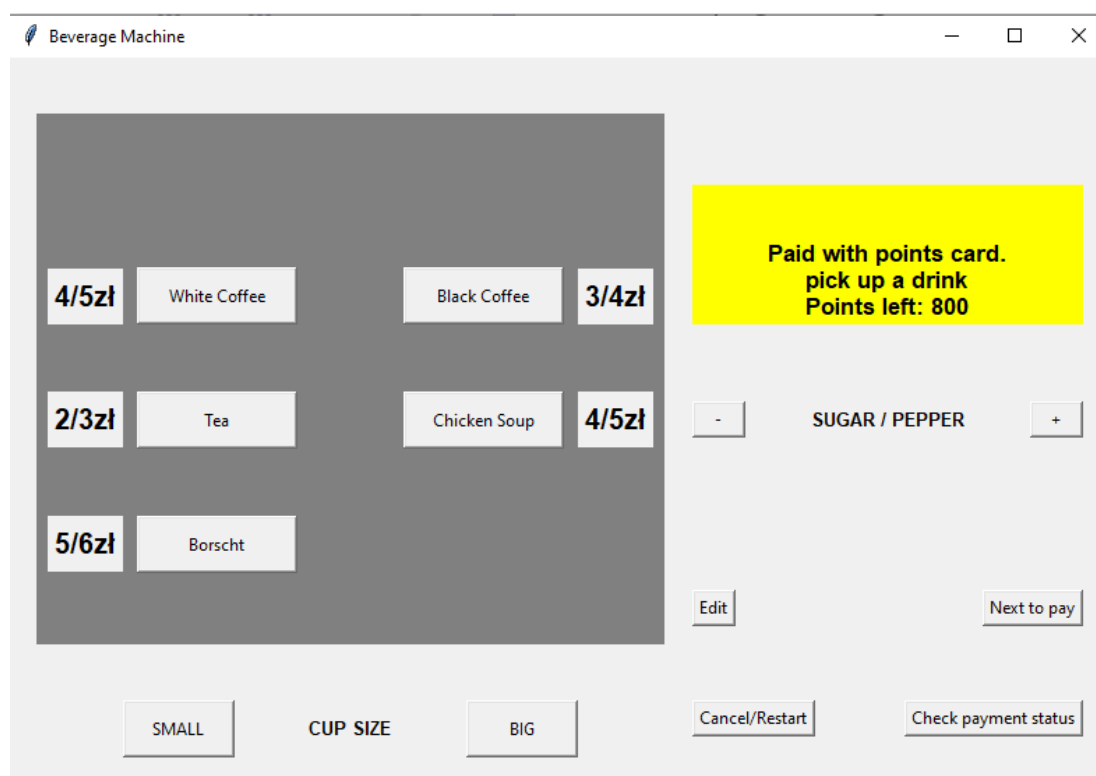 Beverage Machine
Paid with points card.
pick up a drink
Points left: 800
4/5zł White Coffee Black Coffee 3/4zł
2/3zł Tea Chicken Soup 4/5zł
- SUGAR / PEPPER +
5/6zł Borscht
Edit Next to pay
SMALL CUP SIZE BIG
Cancel/Restart Check payment status